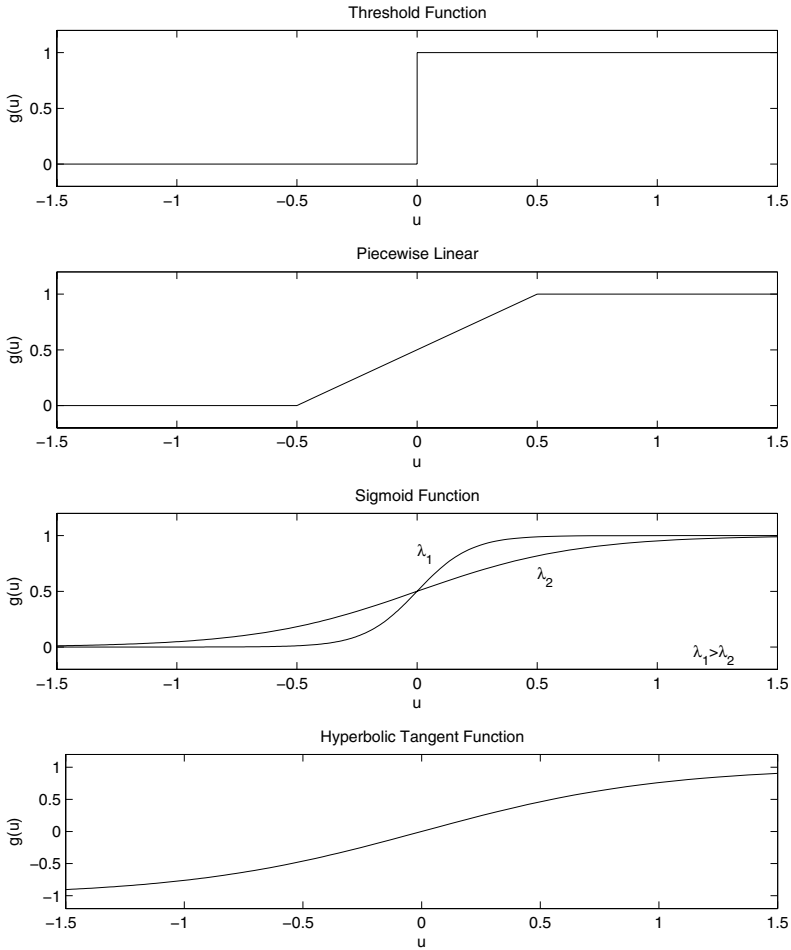 Threshold Function
1
0.5
0
g(u)
−1.5 −1 −0.5 0 0.5 1 1.5
u
Piecewise Linear
1
0.5
0
g(u)
−1.5 −1 −0.5 0 0.5 1 1.5
u
Sigmoid Function
1
0.5
0
g(u)
λ1
λ2
λ1>λ2
−1.5 −1 −0.5 0 0.5 1 1.5
u
Hyperbolic Tangent Function
1
0.5
0
−0.5
−1
g(u)
−1.5 −1 −0.5 0 0.5 1 1.5
u